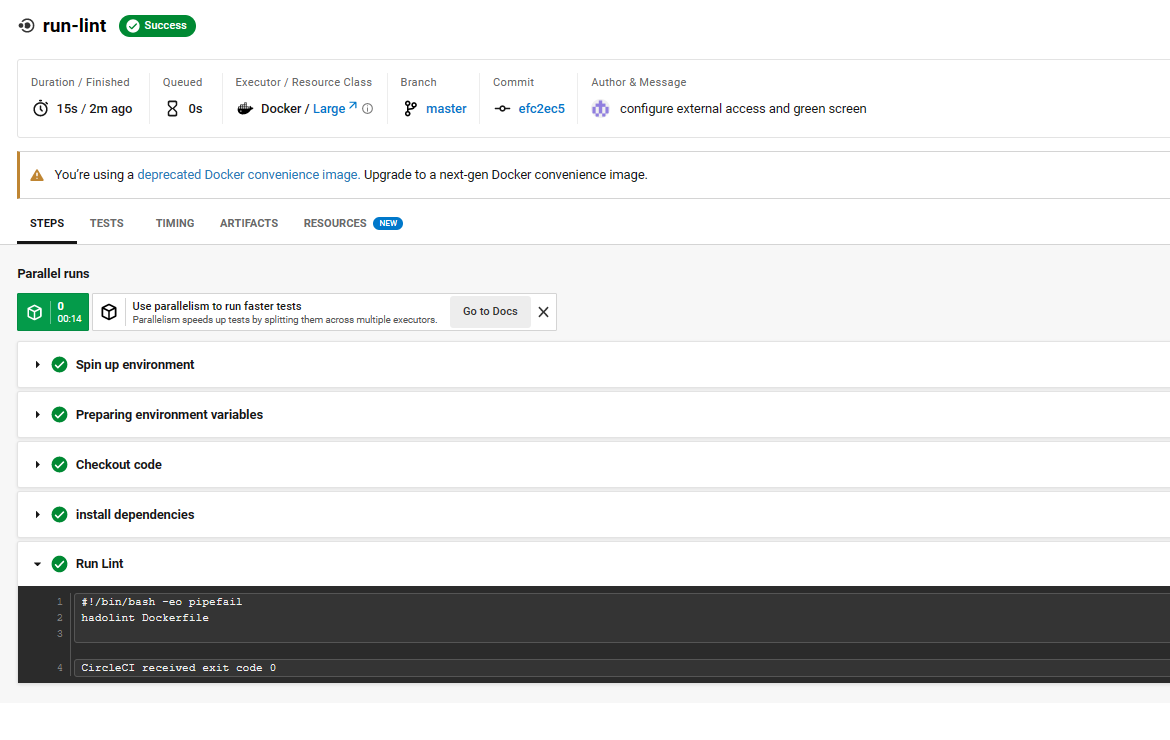 run-lint Success
Duration / Finished Queued Executor / Resource Class Branch Commit Author & Message
15s / 2m ago 0s Docker / Large master efc2ec5 configure external access and green screen
You’re using a deprecated Docker convenience image. Upgrade to a next-gen Docker convenience image.
STEPS TESTS TIMING ARTIFACTS RESOURCES NEW
Parallel runs
0
00:14
Use parallelism to run faster tests
Parallelism speeds up tests by splitting them across multiple executors.
Go to Docs
Spin up environment
Preparing environment variables
Checkout code
install dependencies
Run Lint
1 #!/bin/bash -eo pipefail
2 hadolint Dockerfile
3
4 CircleCI received exit code 0